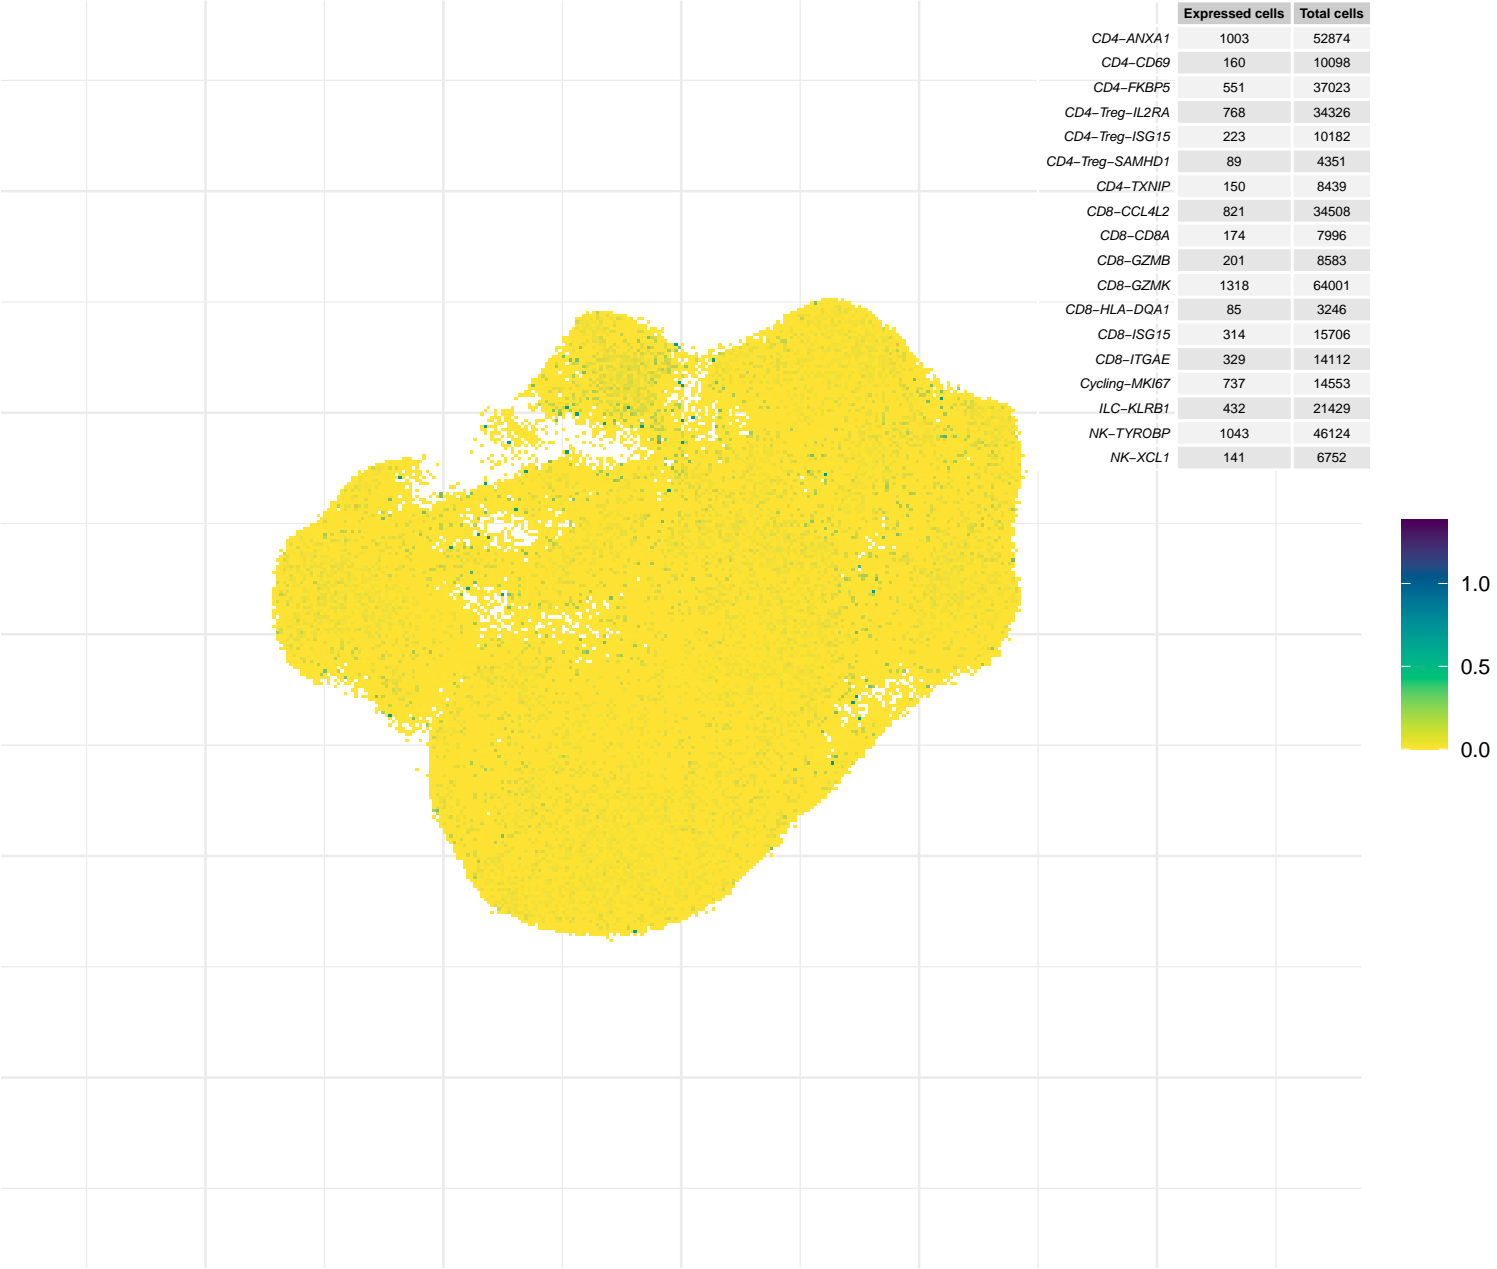 Expressed cells Total cells
CD4−ANXA1 1003 52874
CD4−CD69 160 10098
CD4−FKBP5 551 37023
CD4−Treg−IL2RA 768 34326
CD4−Treg−ISG15 223 10182
CD4−Treg−SAMHD1 89 4351
CD4−TXNIP 150 8439
CD8−CCL4L2 821 34508
CD8−CD8A 174 7996
CD8−GZMB 201 8583
CD8−GZMK 1318 64001
CD8−HLA−DQA1 85 3246
CD8−ISG15 314 15706
CD8−ITGAE 329 14112
Cycling−MKI67 737 14553
ILC−KLRB1 432 21429
NK−TYROBP 1043 46124
NK−XCL1 141 6752
1.0
0.5
0.0